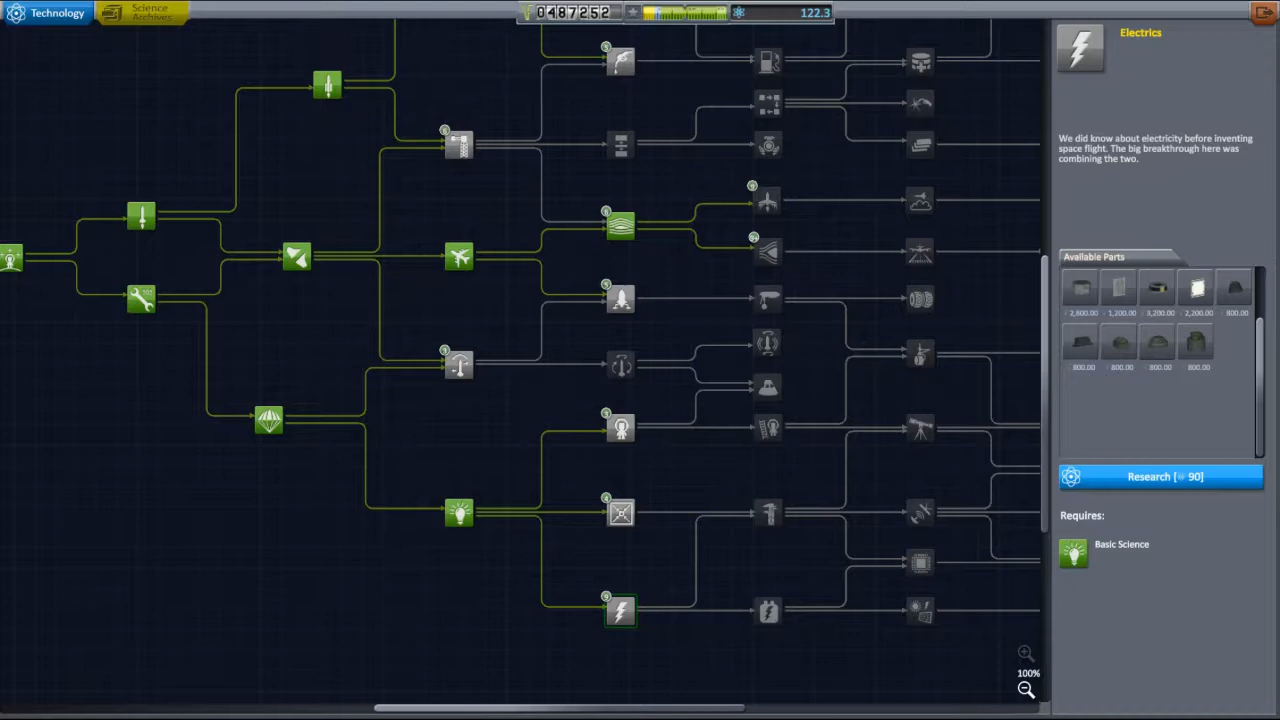 Technology
Science
Archives
0487252
122.3
Electrics
We did know about electricity before inventing
space flight. The big breakthrough here was
combining the two.
Available Parts
2,800.00 1,200.00 3,200.00 2,200.00 800.00
800.00 800.00 800.00 800.00
Research [ 90]
Requires:
Basic Science
100%